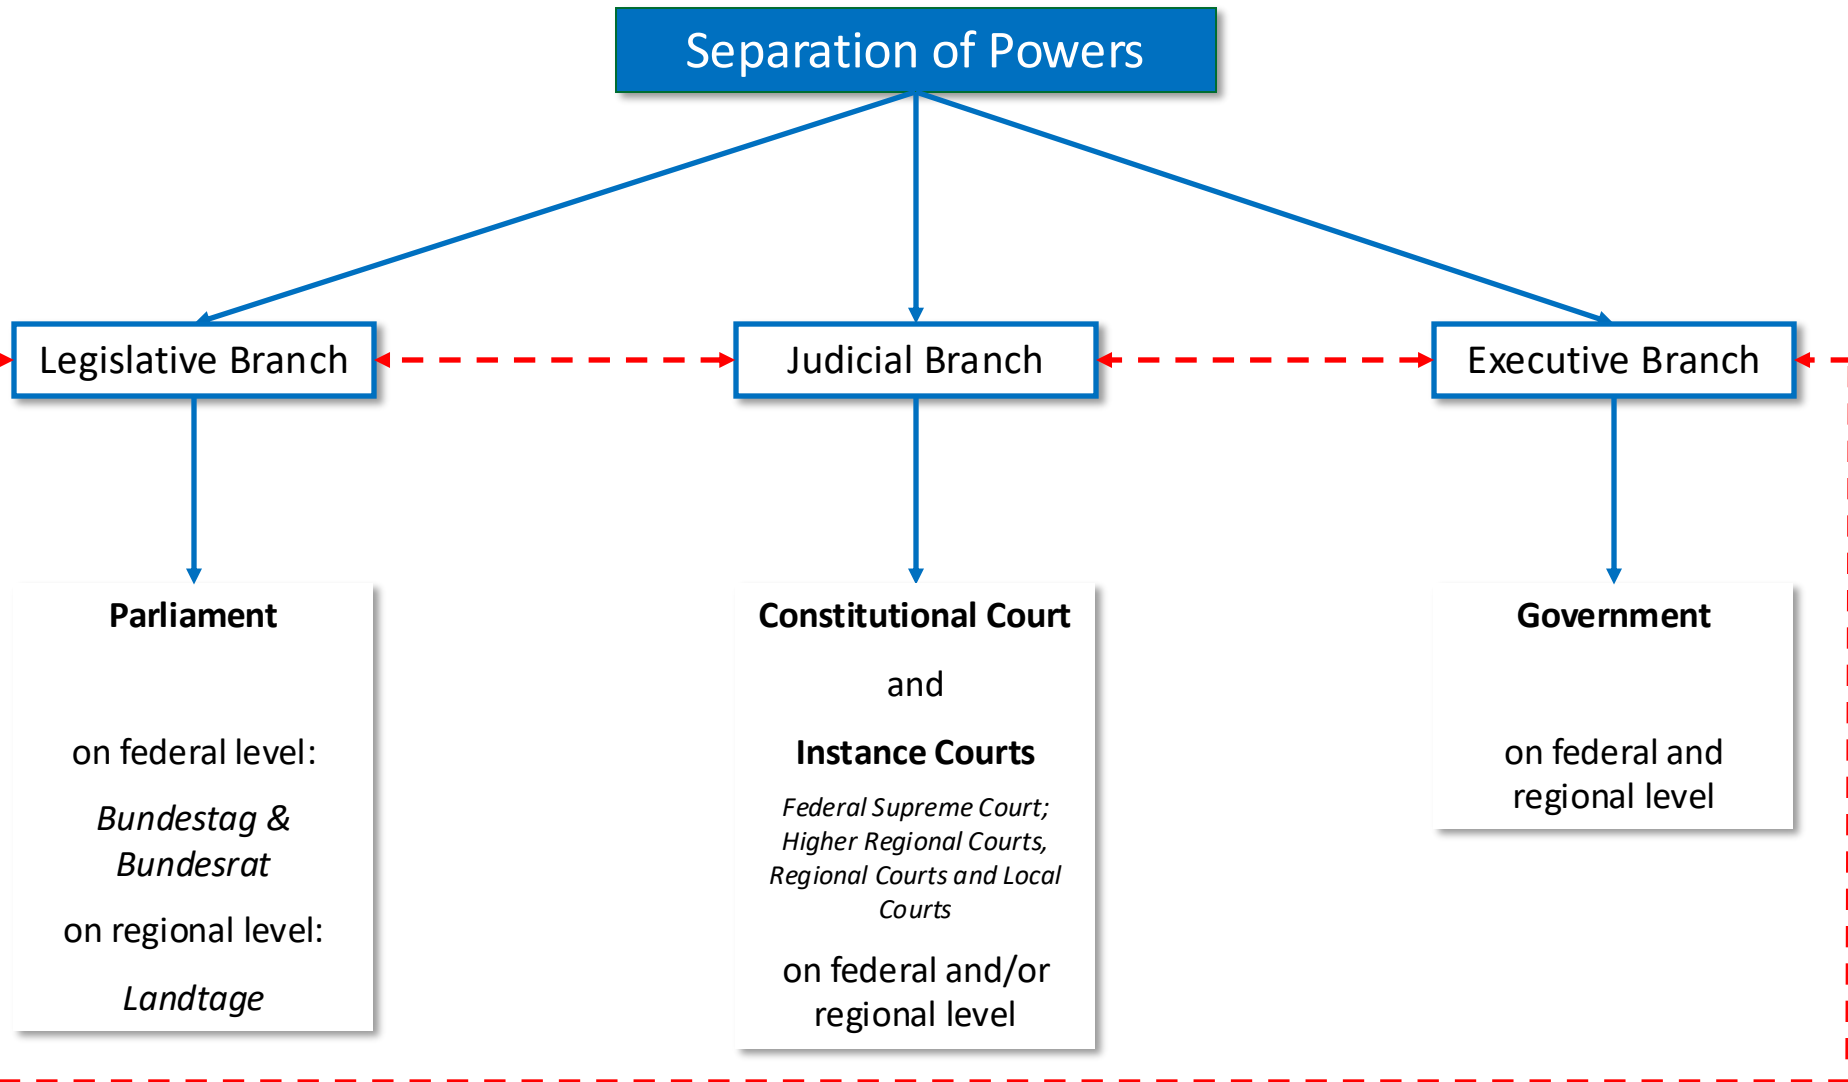 Separation of Powers
Legislative Branch
Judicial Branch
Executive Branch
Parliament
on federal level:
Bundestag &
Bundesrat
on regional level:
Landtage
Constitutional Court
and
Instance Courts
Federal Supreme Court;
Higher Regional Courts,
Regional Courts and Local
Courts
on federal and/or
regional level
Government
on federal and
regional level